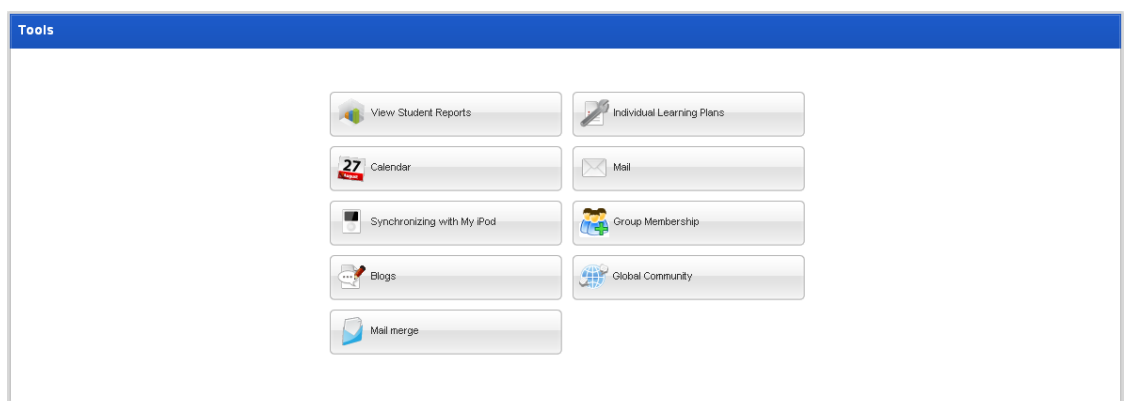 Tools
View Student Reports
Individual Learning Plans
27
Calendar
Mail
Synchronizing with My iPod
Group Membership
Blogs
Global Community
Mail merge